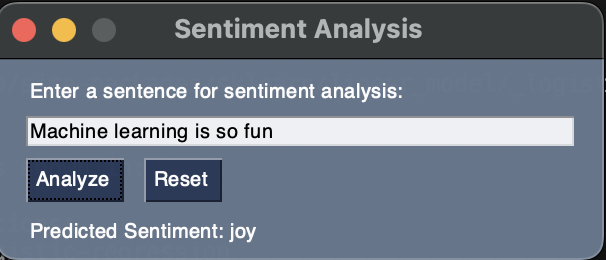 Sentiment Analysis
Enter a sentence for sentiment analysis:
Machine learning is so fun
Analyze Reset
Predicted Sentiment: joy